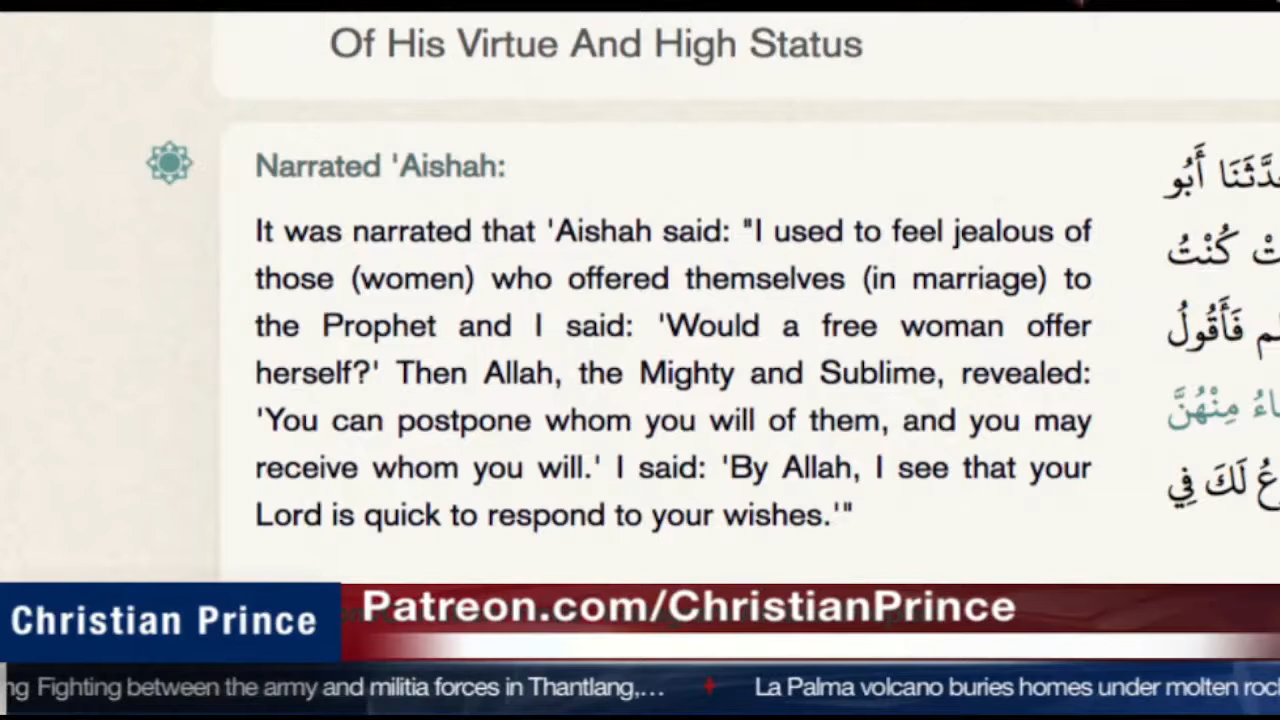 Of His Virtue And High Status
Narrated 'Aishah:
It was narrated that 'Aishah said: "I used to feel jealous of
those (women) who offered themselves (in marriage) to
the Prophet and I said: 'Would a free woman offer
herself?' Then Allah, the Mighty and Sublime, revealed:
'You can postpone whom you will of them, and you may
receive whom you will.' I said: 'By Allah, I see that your
Lord is quick to respond to your wishes.'"
أَبُو
كُنْتُ
فَأَقُولُ
مِنْهُنَّ
لَكَ فِي
Christian Prince
Patreon.com/ChristianPrince
Fighting between the army and militia forces in Thantlang,... La Palma volcano buries homes under molten